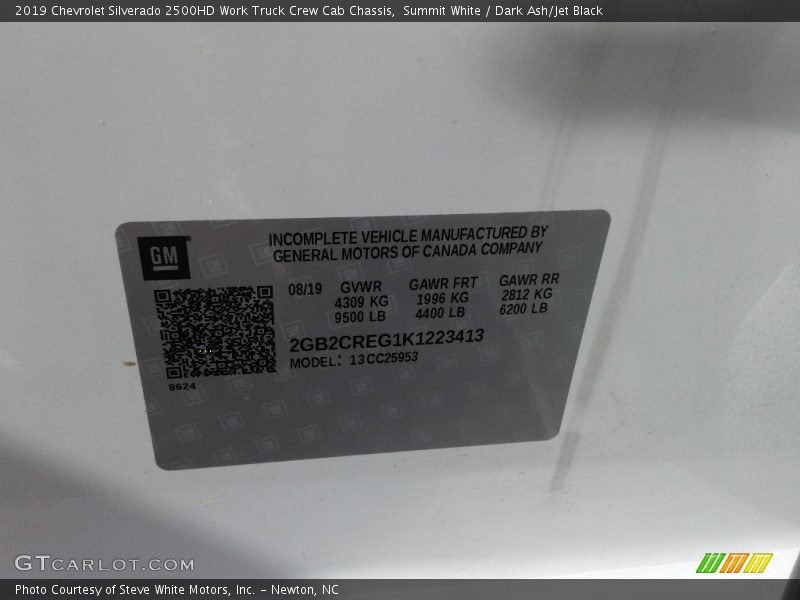 2019 Chevrolet Silverado 2500HD Work Truck Crew Cab Chassis,  Summit White / Dark Ash/Jet Black
INCOMPLETE VEHICLE MANUFACTURED BY
GENERAL MOTORS OF CANADA COMPANY
GM
08/19 GVWR GAWR FRT GAWR RR
4309 KG 1996 KG 2812 KG
9500 LB 4400 LB 6200 LB
2GB2CREG1K1223413
MODEL: 13CC25953
8624
GTCARLOT.COM
Photo Courtesy of Steve White Motors, Inc. – Newton, NC